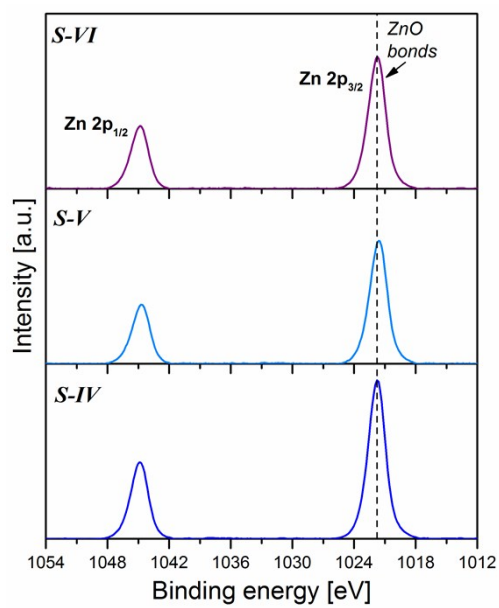 S-VI
ZnO
bonds
Zn 2p3/2
Zn 2p1/2
S-V
S-IV
Intensity [a.u.]
1054 1048 1042 1036 1030 1024 1018 1012
Binding energy [eV]